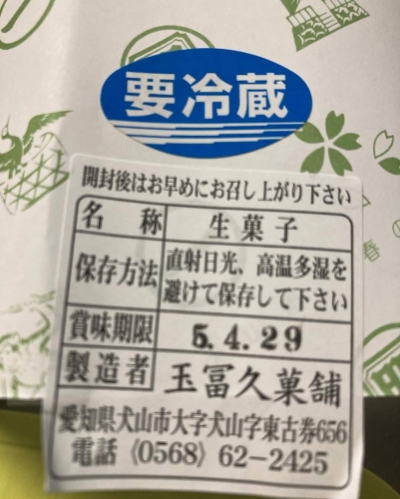 要冷蔵
開封後はお早めにお召し上がり下さい
名 称 生菓子
保存方法 直射日光、高温多湿を
避けて保存して下さい
賞味期限 5.4.29
製造者 玉冨久菓舗
愛知県犬山市大字犬山字東古券656
電話 (0568) 62-2425
春